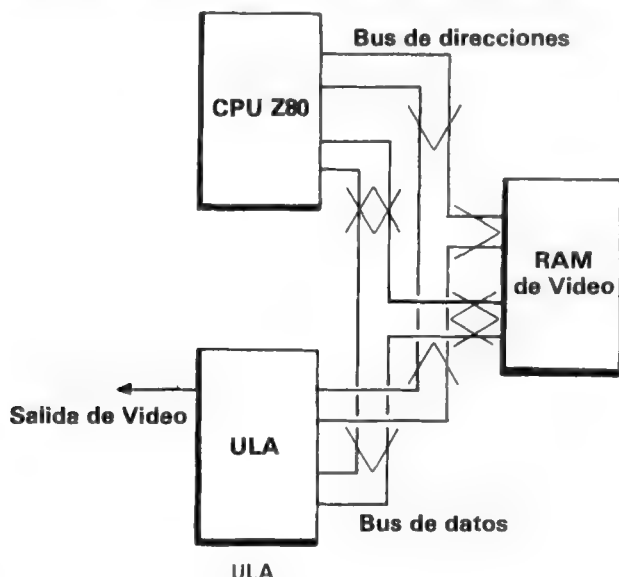 Bus de direcciones
CPU Z80
RAM
de Video
Salida de Video
ULA
Bus de datos
ULA